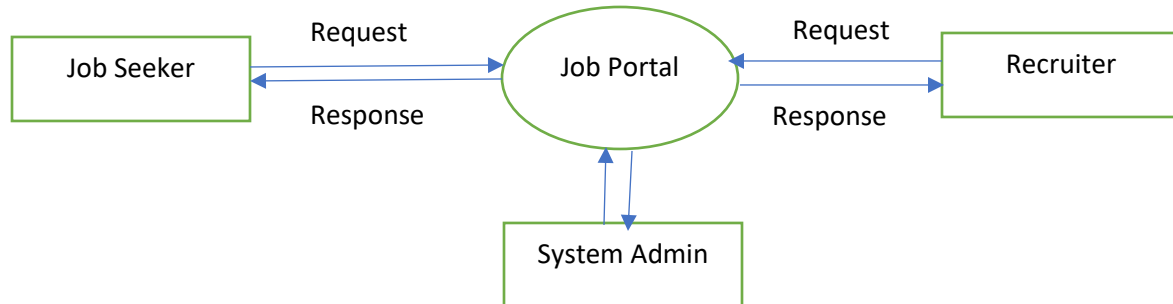 Request
Request
Job Seeker
Job Portal
Recruiter
Response
Response
System Admin